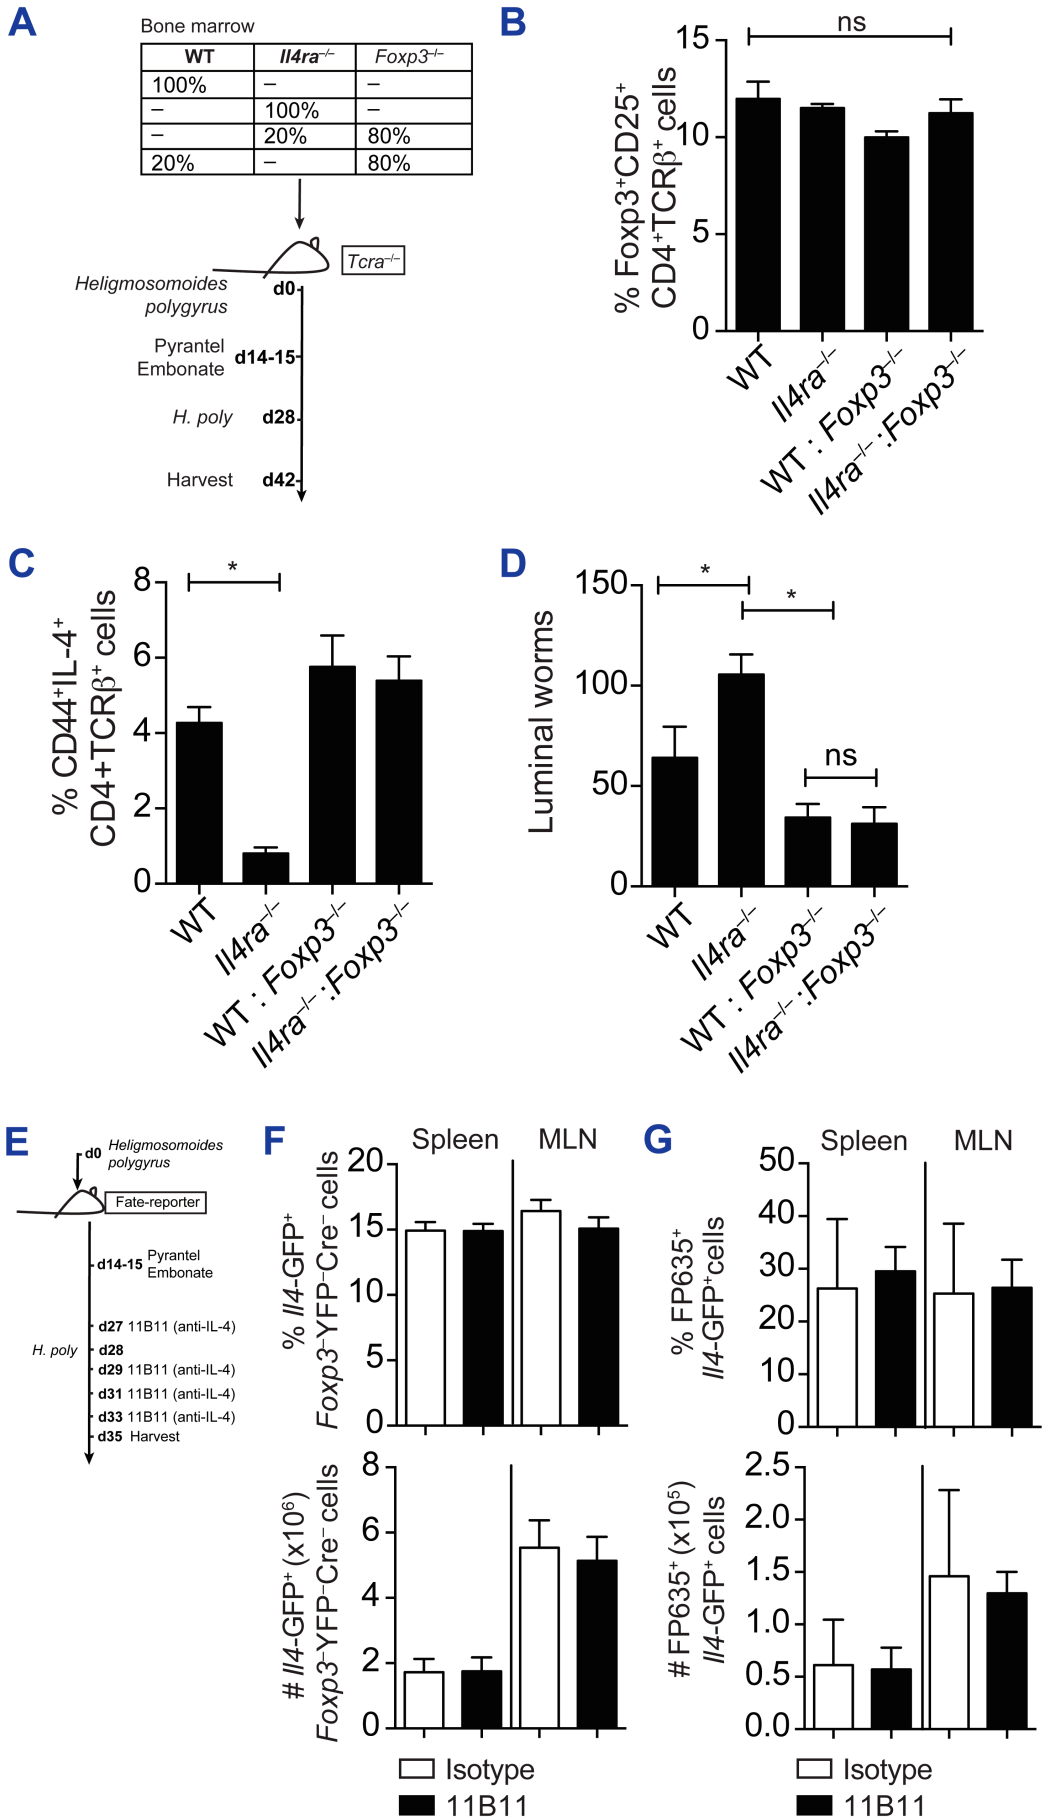 A
Bone marrow
WT Il4ra–/– Foxp3–/–
100% – –
– 100% –
– 20% 80%
20% – 80%
Tcra–/–
Heligmosomoides
polygyrus
d0
Pyrantel
Embonate
d14-15
H. poly d28
Harvest d42
B
ns
% Foxp3+CD25+
CD4+TCRβ+ cells
15
10
5
0
WT
Il4ra–/–
WT : Foxp3–/–
Il4ra–/–:Foxp3–/–
C
*
% CD44+IL-4+
CD4+TCRβ+ cells
8
6
4
2
0
WT
Il4ra–/–
WT : Foxp3–/–
Il4ra–/–:Foxp3–/–
D
*
*
ns
Luminal worms
150
100
50
0
WT
Il4ra–/–
WT : Foxp3–/–
Il4ra–/–:Foxp3–/–
E
d0 Heligmosomoides
polygyrus
Fate-reporter
d14-15 Pyrantel
Embonate
d27 11B11 (anti-IL-4)
H. poly d28
d29 11B11 (anti-IL-4)
d31 11B11 (anti-IL-4)
d33 11B11 (anti-IL-4)
d35 Harvest
F
Spleen MLN
% Il4-GFP+
Foxp3–YFP–Cre– cells
20
15
10
5
0
# Il4-GFP+ (x10⁶)
Foxp3–YFP–Cre– cells
8
6
4
2
0
Isotype
11B11
G
Spleen MLN
% FP635+
Il4-GFP+cells
50
40
30
20
10
0
# FP635+ (x10⁵)
Il4-GFP+ cells
2.5
2.0
1.5
1.0
0.5
0.0
Isotype
11B11